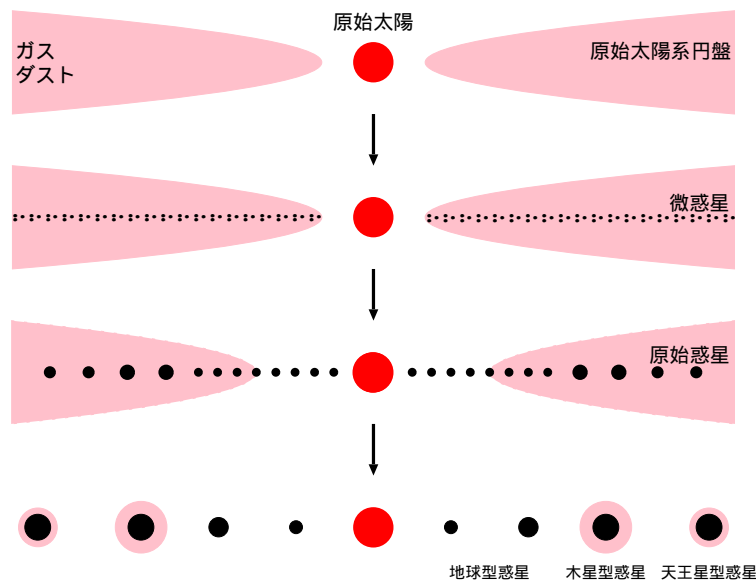 原始太陽
ガス
ダスト
原始太陽系円盤
微惑星
原始惑星
地球型惑星
木星型惑星
天王星型惑星